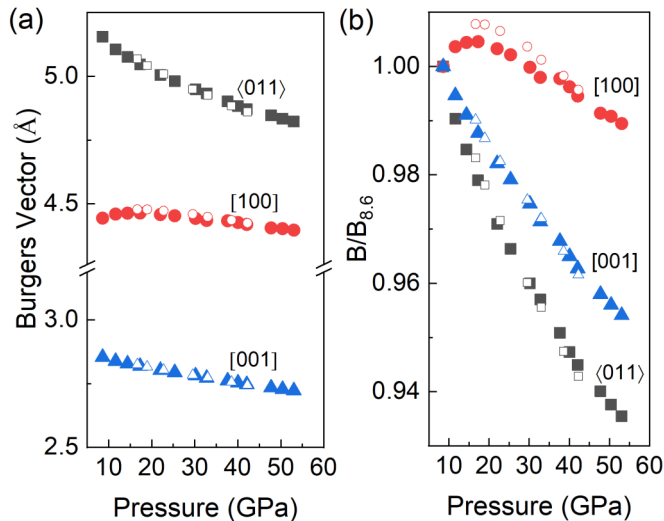 (a)
5.0
4.5
3.0
2.5
Burgers Vector (Å)
⟨011⟩
[100]
[001]
10 20 30 40 50 60
Pressure (GPa)
(b)
1.00
0.98
0.96
0.94
B/B8.6
[100]
[001]
⟨011⟩
0 10 20 30 40 50 60
Pressure (GPa)